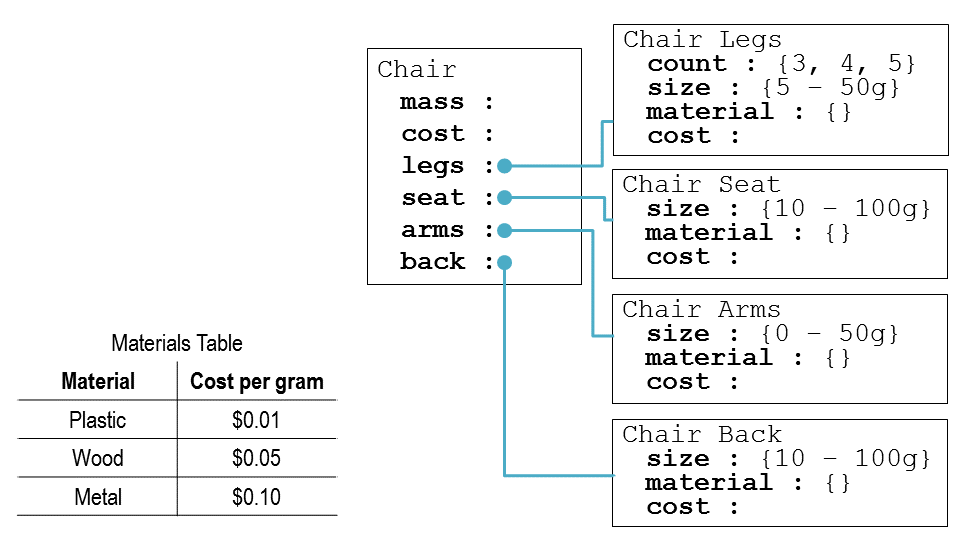 Chair
mass :
cost :
legs :
seat :
arms :
back :
Chair Legs
count : {3, 4, 5}
size : {5 – 50g}
material : {}
cost :
Chair Seat
size : {10 – 100g}
material : {}
cost :
Chair Arms
size : {0 – 50g}
material : {}
cost :
Chair Back
size : {10 – 100g}
material : {}
cost :
Materials Table
Material Cost per gram
Plastic $0.01
Wood $0.05
Metal $0.10